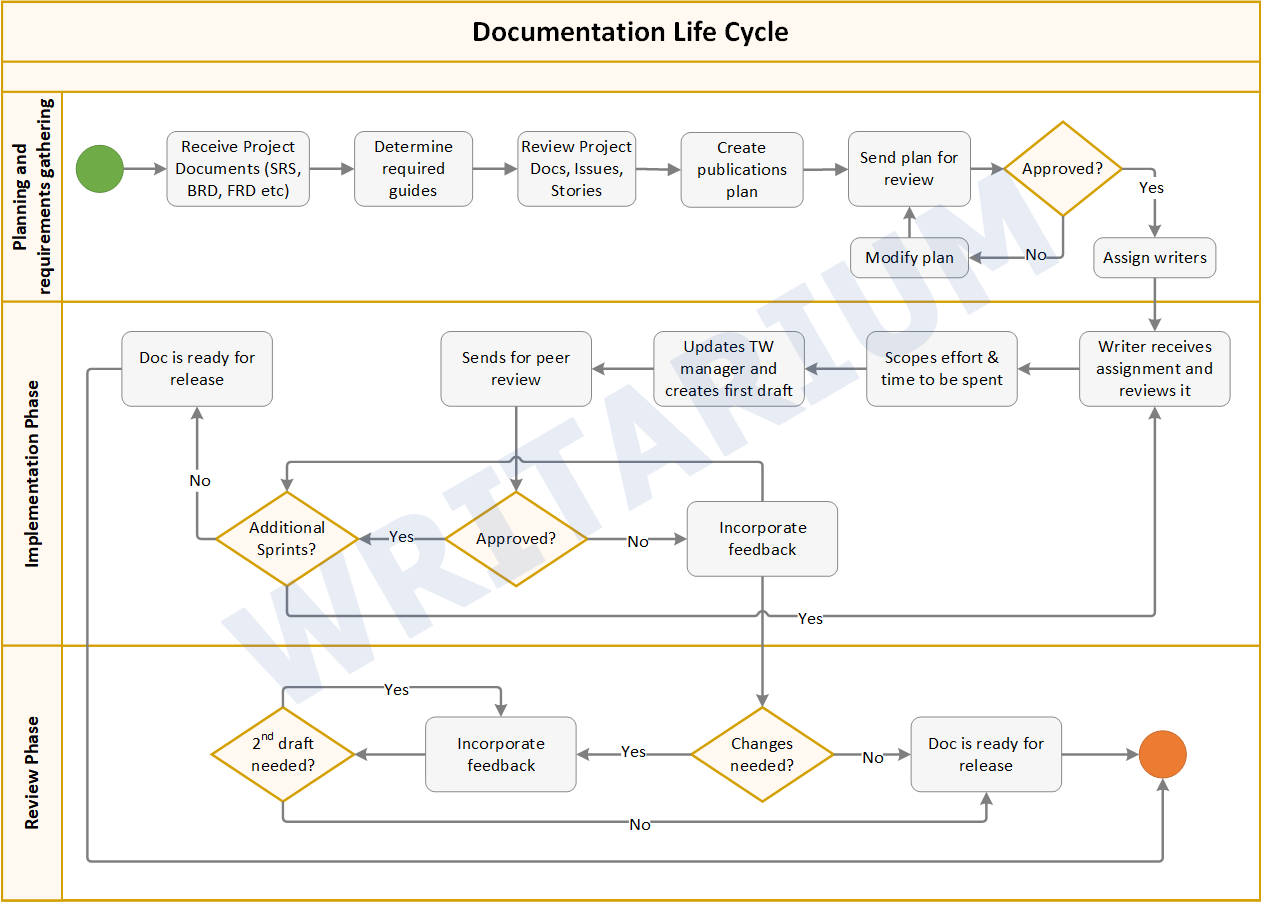 Documentation Life Cycle
Planning and
requirements gathering
Receive Project
Documents (SRS,
BRD, FRD etc)
Determine
required
guides
Review Project
Docs, Issues,
Stories
Create
publications
plan
Send plan for
review
Approved?
Yes
No
Modify plan
Assign writers
Implementation Phase
Doc is ready for
release
Sends for peer
review
Updates TW
manager and
creates first draft
Scopes effort &
time to be spent
Writer receives
assignment and
reviews it
No
Additional
Sprints?
Yes
Approved?
No
Incorporate
feedback
Yes
WRITARIUM
Review Phase
Yes
2nd draft
needed?
Incorporate
feedback
Yes
Changes
needed?
No
Doc is ready for
release
No